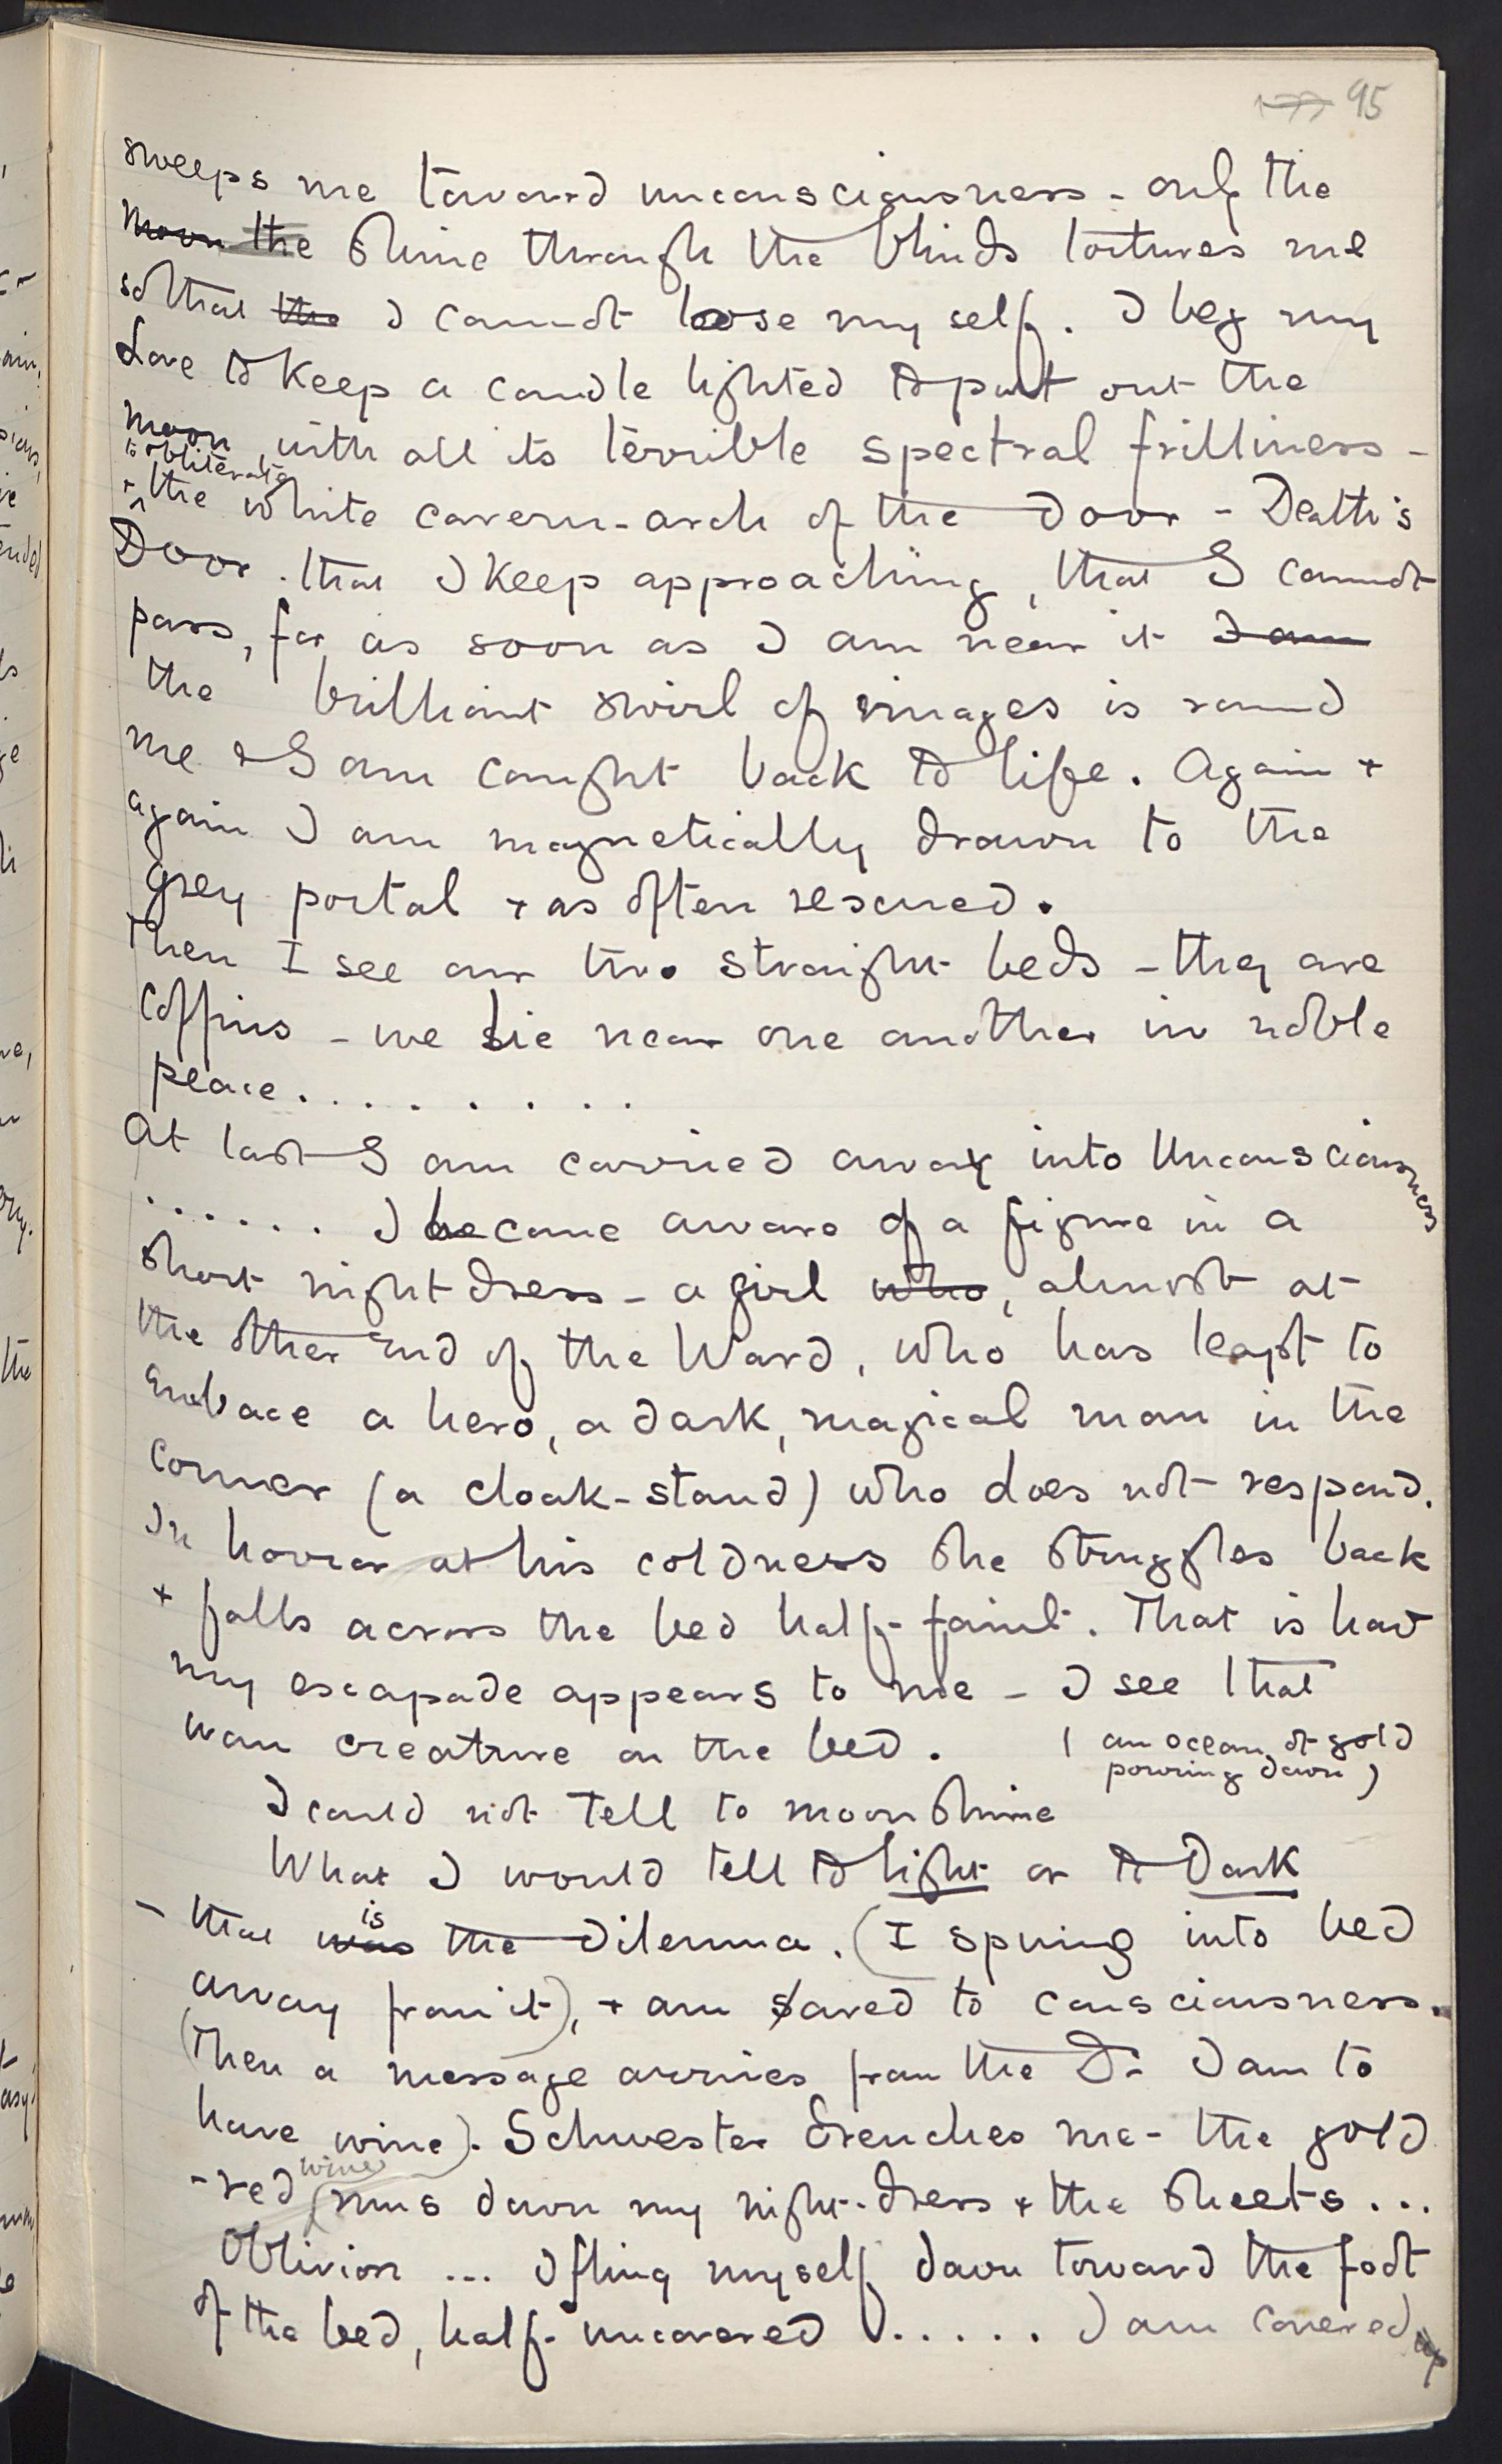 177 95
sweeps me toward unconsciousness - only the
Moon the Shine through the blinds tortures me
so that the I cannot loose my self. I beg my
Love to keep a candle lighted to put out the
moon, with all its terrible spectral frilliness -
to obliterate
+ the white cavern-arch of the Door - Death's
Door. that I keep approaching, that I cannot
pass, for as soon as I am near it I am
the brilliant swirl of images is round
me & I am caught back to life. Again +
again I am magnetically drawn to the
grey portal + as often rescued.
Then I see our two straight beds - they are
coffins - we lie near one another in noble
peace. . . . . . . . .
At last I am carried away into Unconsciousness
. . . . . . I became aware of a figure in a
short nightdress - a girl who, almost at
the other end of the Ward, who has leapt to
embrace a hero, a dark, magical man in the
corner (a cloak-stand) who does not respond.
In horror at his coldness she struggles back
+ falls across the bed half-faint. That is how
my escapade appears to me - I see that
wan creature on the bed. ( an ocean of gold
pouring down )
I could not tell to moonshine
What I would tell to light or to Dark
is
- that was the dilemma. (I spring into bed
away from it), + am saved to consciousness.
(Then a message arrives from the Dr I am to
have wine). Schwester drenches me - the gold
wine
-red runs down my night-dress + the sheets ...
Oblivion ... I fling myself down toward the foot
of the bed, half-uncovered . . . . . I am covered up